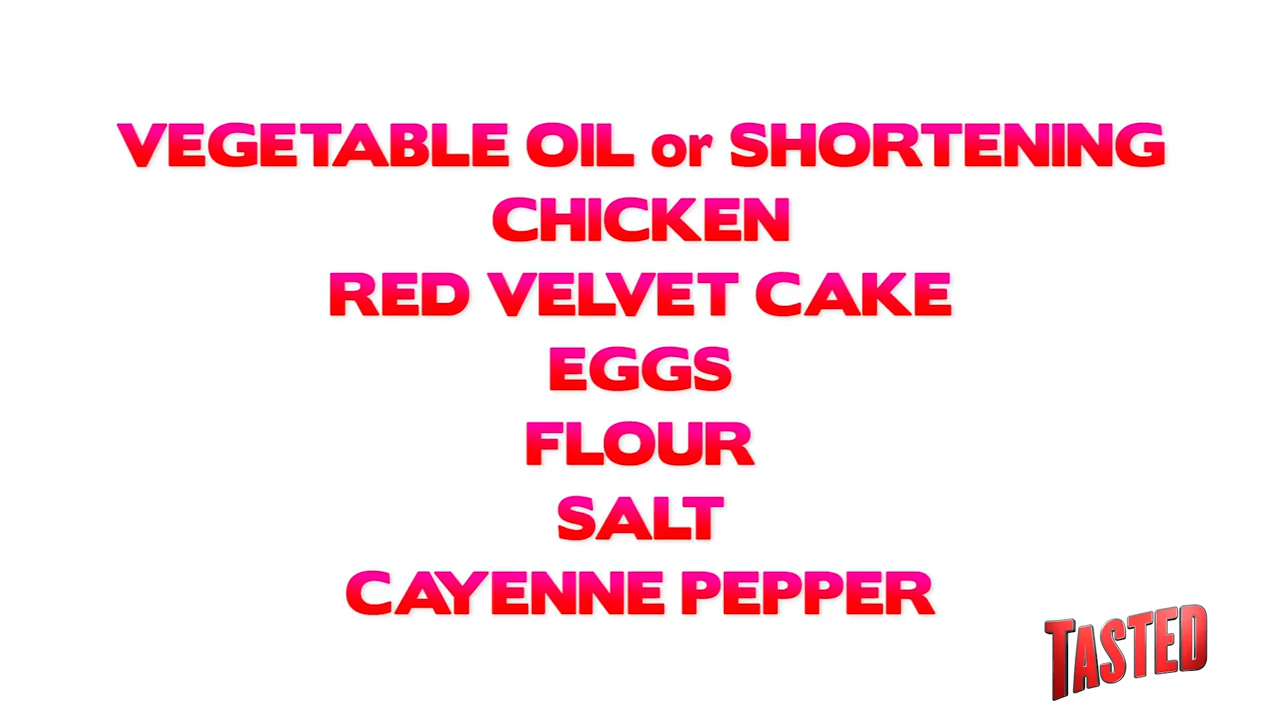 VEGETABLE OIL or SHORTENING
CHICKEN
RED VELVET CAKE
EGGS
FLOUR
SALT
CAYENNE PEPPER
TASTED